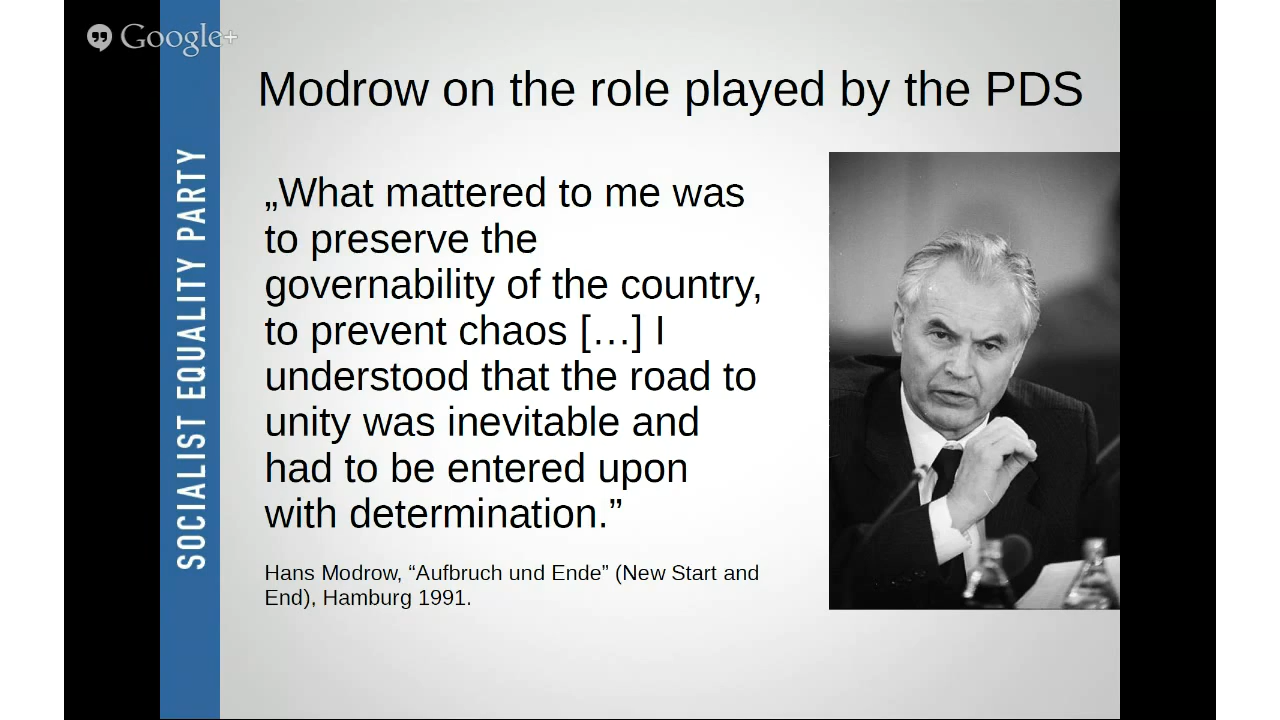 Google+
Modrow on the role played by the PDS
SOCIALIST EQUALITY PARTY
„What mattered to me was
to preserve the
governability of the country,
to prevent chaos […] I
understood that the road to
unity was inevitable and
had to be entered upon
with determination.”
Hans Modrow, “Aufbruch und Ende” (New Start and
End), Hamburg 1991.